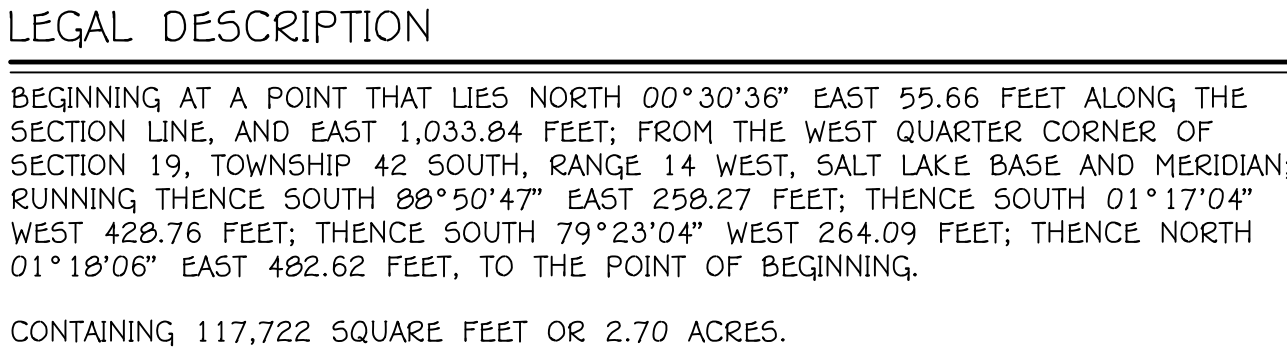 LEGAL DESCRIPTION
BEGINNING AT A POINT THAT LIES NORTH 00°30'36" EAST 55.66 FEET ALONG THE
SECTION LINE, AND EAST 1,033.84 FEET; FROM THE WEST QUARTER CORNER OF
SECTION 19, TOWNSHIP 42 SOUTH, RANGE 14 WEST, SALT LAKE BASE AND MERIDIAN;
RUNNING THENCE SOUTH 88°50'47" EAST 258.27 FEET; THENCE SOUTH 01°17'04"
WEST 428.76 FEET; THENCE SOUTH 79°23'04" WEST 264.09 FEET; THENCE NORTH
01°18'06" EAST 482.62 FEET, TO THE POINT OF BEGINNING.
CONTAINING 117,722 SQUARE FEET OR 2.70 ACRES.